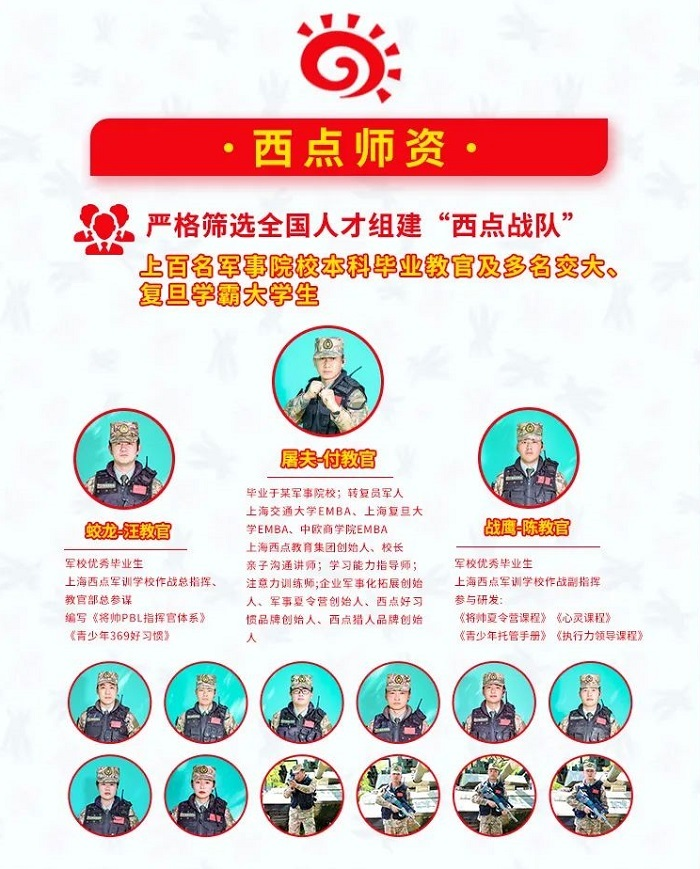 ·西点师资·
严格筛选全国人才组建“西点战队”
上百名军事院校本科毕业教官及多名交大、
复旦学霸大学生
屠夫-付教官
毕业于某军事院校；转复员军人
上海交通大学EMBA、上海复旦大
学EMBA、中欧商学院EMBA
上海西点教育集团创始人、校长
亲子沟通讲师；学习能力指导师；
注意力训练师;企业军事化拓展创始
人、军事夏令营创始人、西点好习
惯品牌创始人、西点猎人品牌创始
人
蛟龙-汪教官
军校优秀毕业生
上海西点军训学校作战总指挥、
教官部总参谋
编写《将帅PBL指挥官体系》
《青少年369好习惯》
战鹰-陈教官
军校优秀毕业生
上海西点军训学校作战副指挥
参与研发:
《将帅夏令营课程》《心灵课程》
《青少年托管手册》《执行力领导课程》